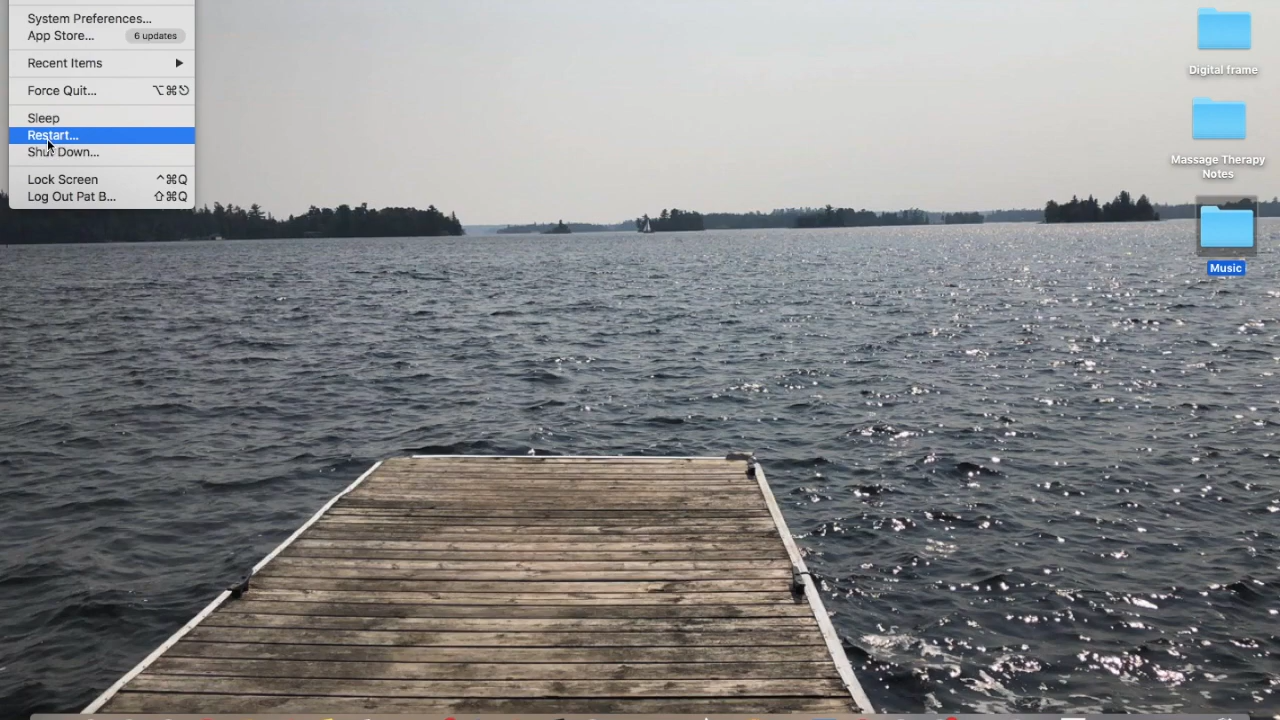 System Preferences...
App Store... 6 updates
Recent Items ▶
Force Quit... ⌥⌘⎋
Sleep
Restart...
Shut Down...
Lock Screen ^⌘Q
Log Out Pat B... ⇧⌘Q
Digital frame
Massage Therapy
Notes
Music